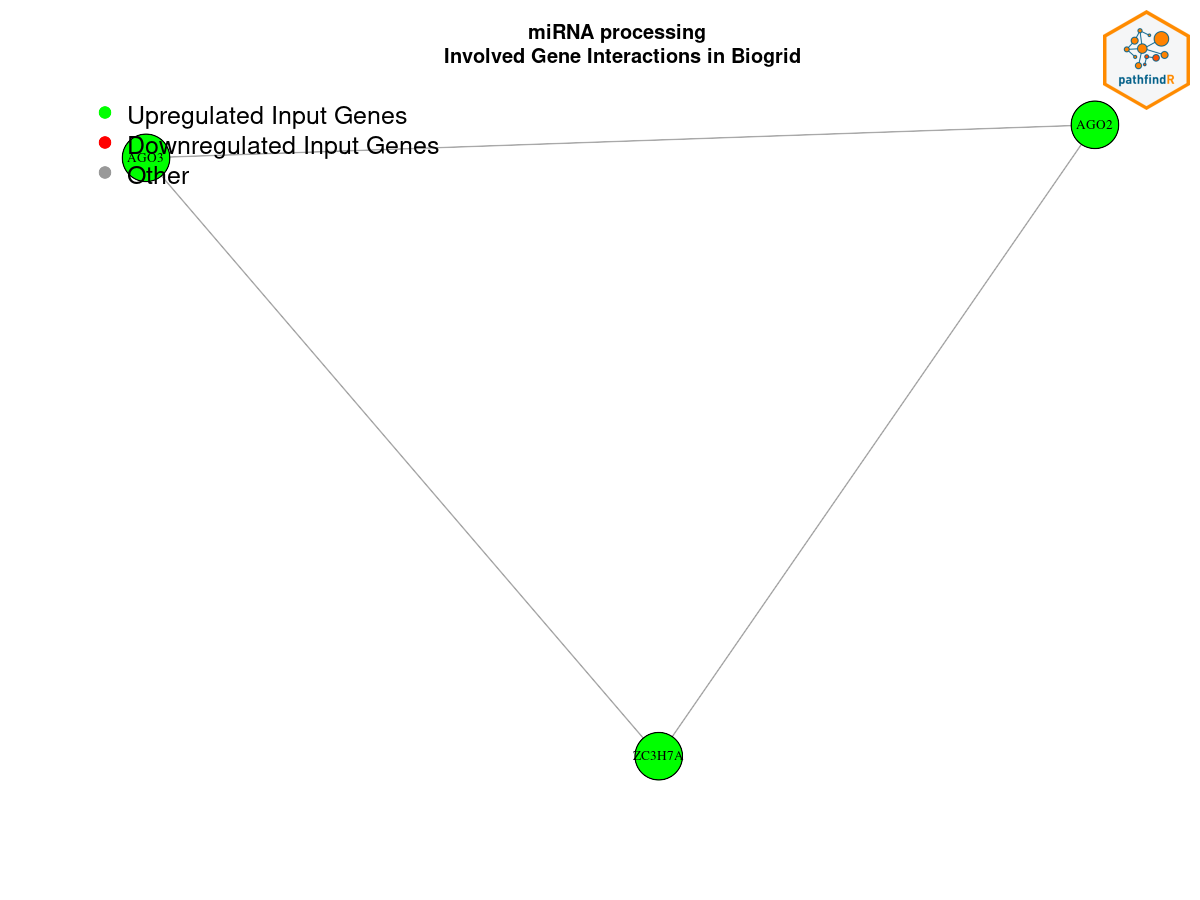 miRNA processing
Involved Gene Interactions in Biogrid
pathfindR
Upregulated Input Genes
Downregulated Input Genes
Other
AGO3
AGO2
ZC3H7A